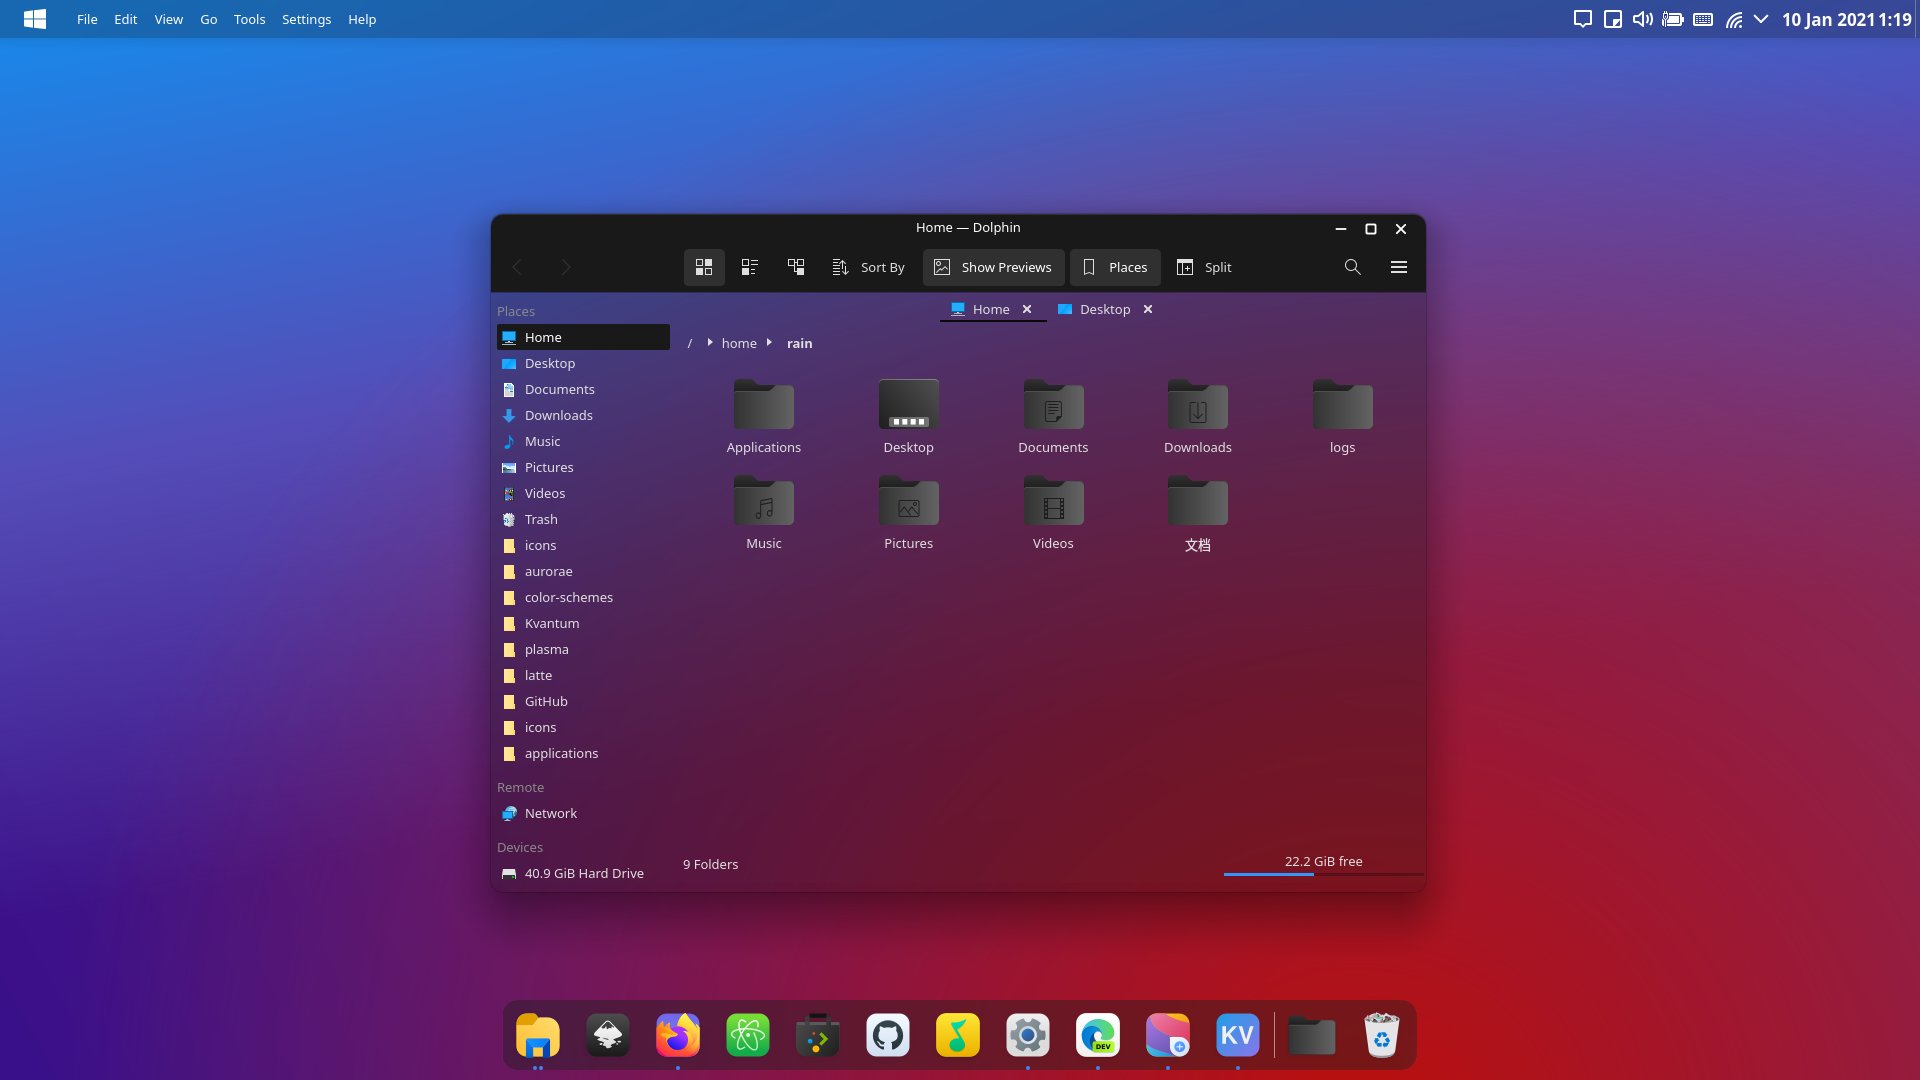 File Edit View Go Tools Settings Help
10 Jan 2021 1:19
Home — Dolphin
Sort By Show Previews Places Split
Places
Home
Desktop
Documents
Downloads
Music
Pictures
Videos
Trash
icons
aurorae
color-schemes
Kvantum
plasma
latte
GitHub
icons
applications
Remote
Network
Devices
40.9 GiB Hard Drive
Home Desktop
/ home rain
Applications Desktop Documents Downloads logs
Music Pictures Videos 文档
9 Folders
22.2 GiB free
DEV
KV